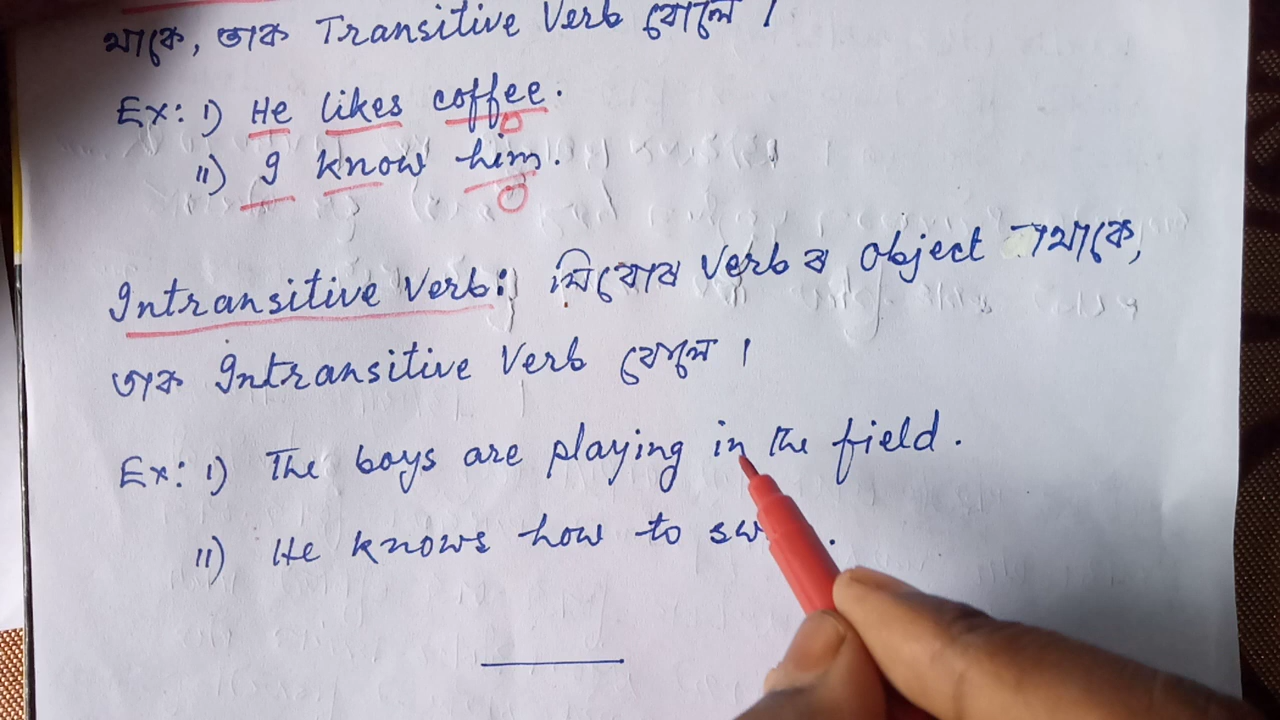 থাকে, তাক Transitive Verb বোলে ।
Ex: i) He likes coffee.
O
ii) I know him.
O
Intransitive Verb: যিবোৰ Verb ৰ Object নাথাকে,
তাক Intransitive Verb বোলে ।
Ex: i) The boys are playing in the field.
ii) He knows how to